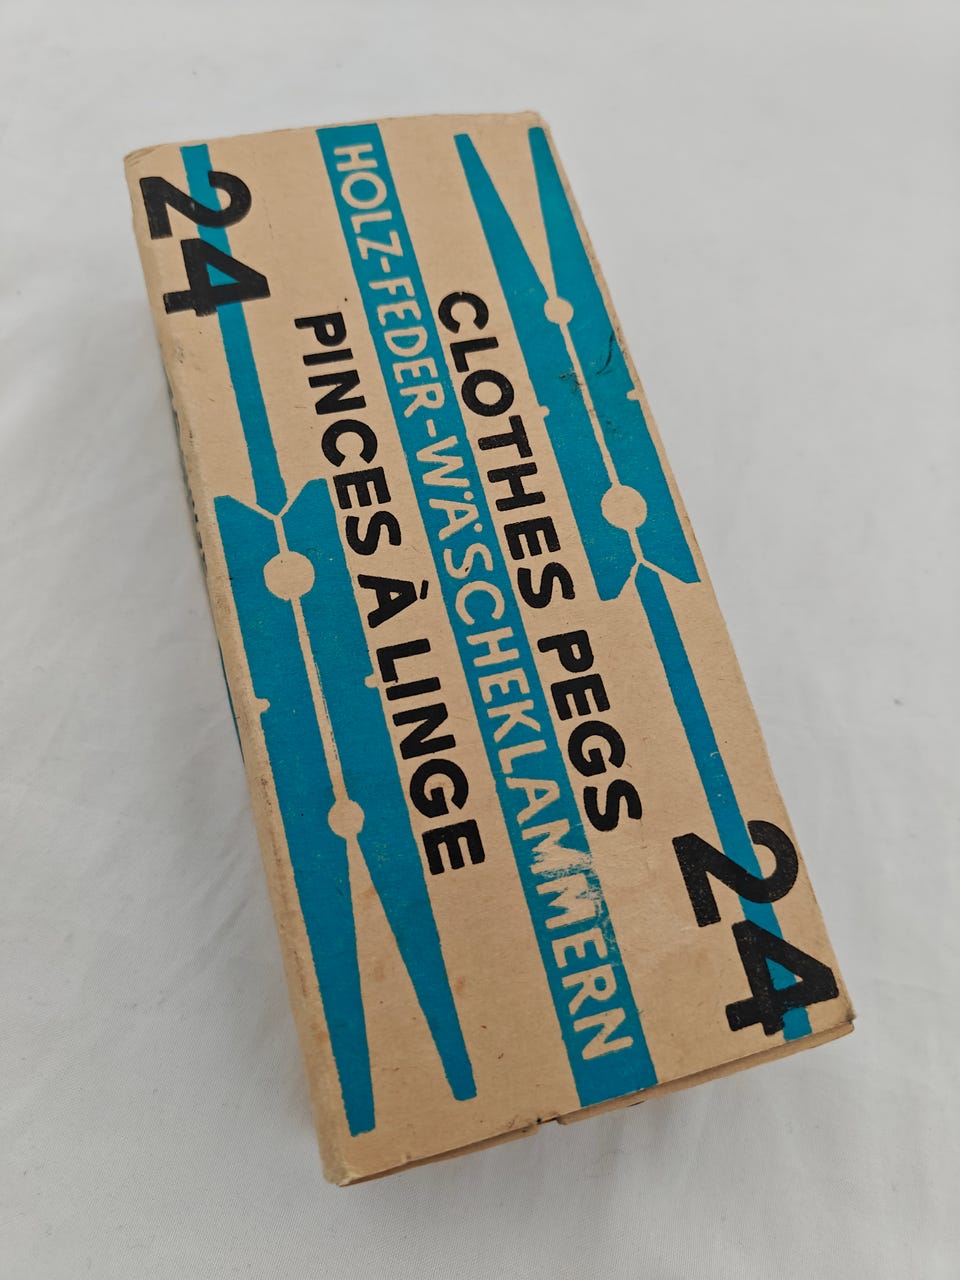 24
CLOTHES PEGS
HOLZ-FEDER-WÄSCHEKLAMMERN
PINCES À LINGE
24